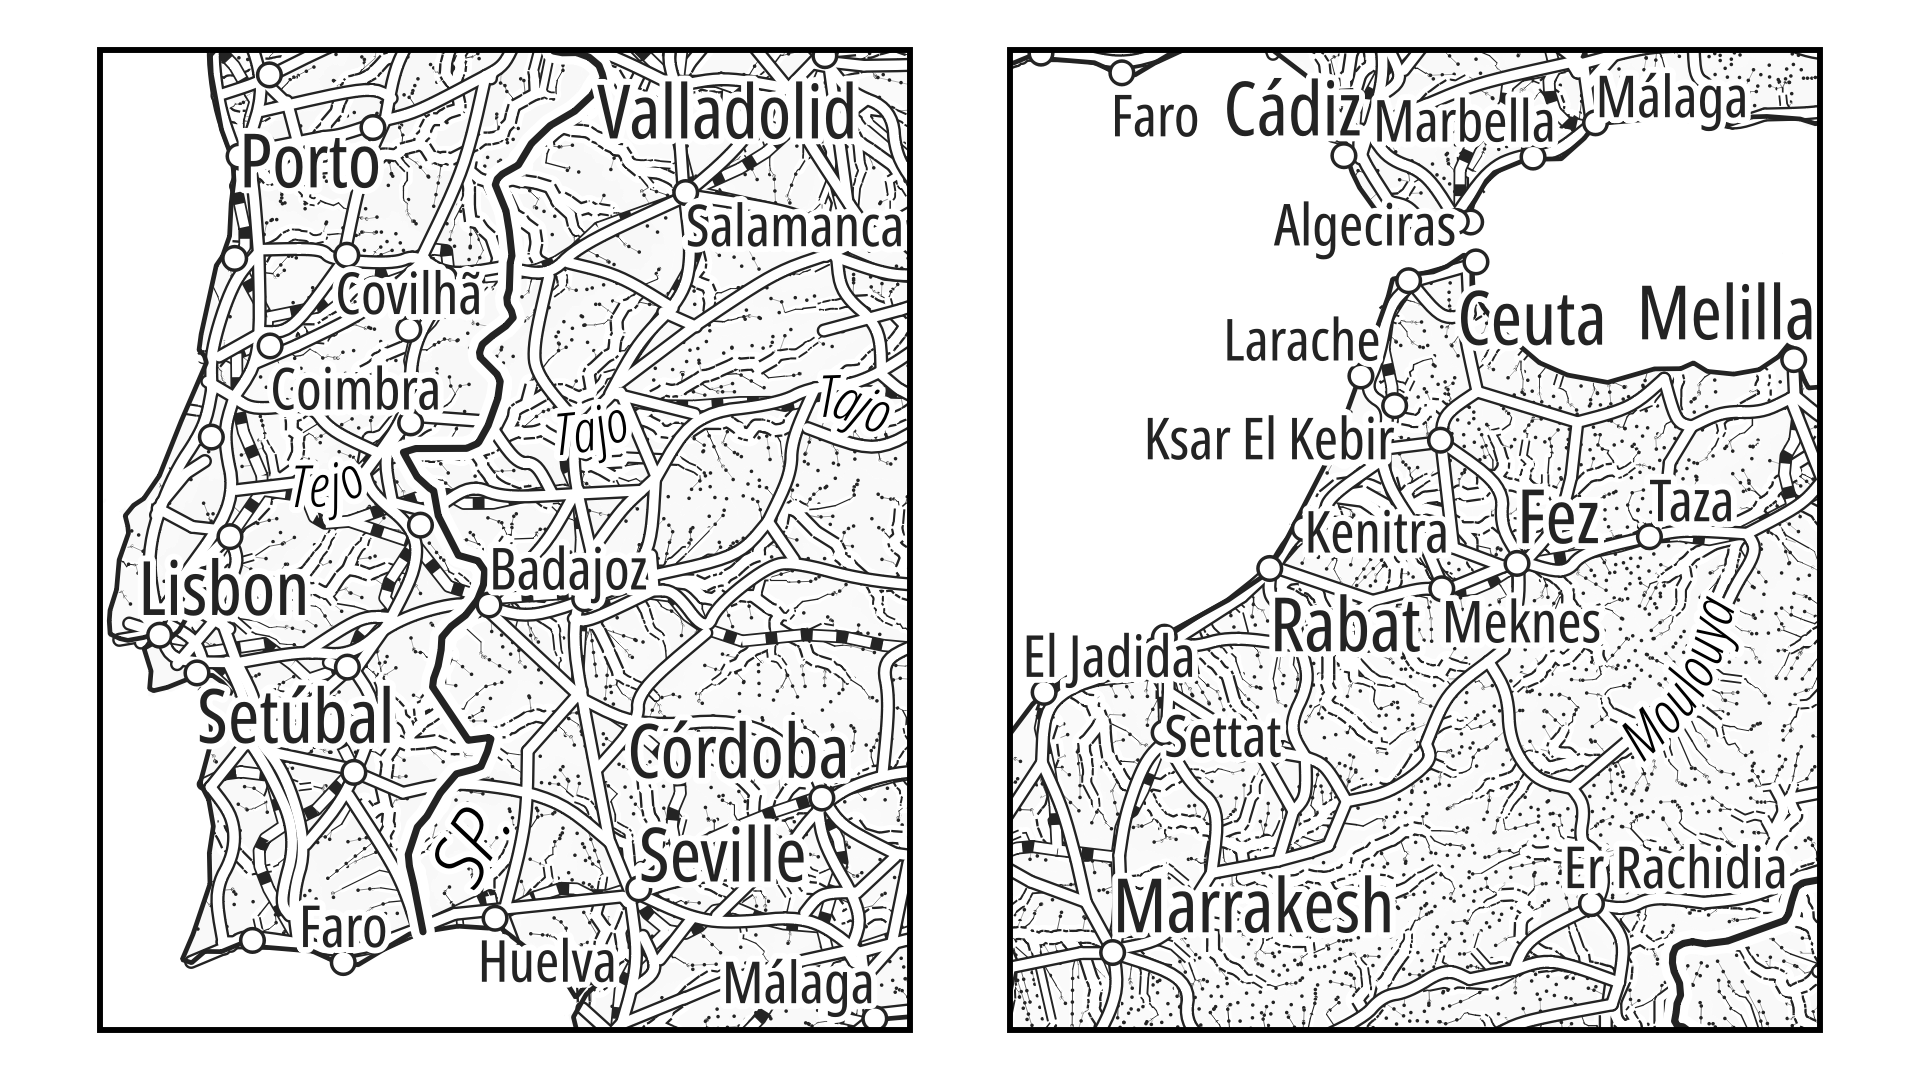 Valladolid
Porto
Salamanca
Covilhã
Coimbra
Tajo
Tajo
Tejo
Badajoz
Lisbon
Setúbal
Córdoba
SP.
Seville
Faro
Huelva
Málaga
Faro
Cádiz
Marbella
Málaga
Algeciras
Ceuta
Melilla
Larache
Ksar El Kebir
Kenitra
Fez
Taza
Rabat
Meknes
El Jadida
Moulouya
Settat
Er Rachidia
Marrakesh